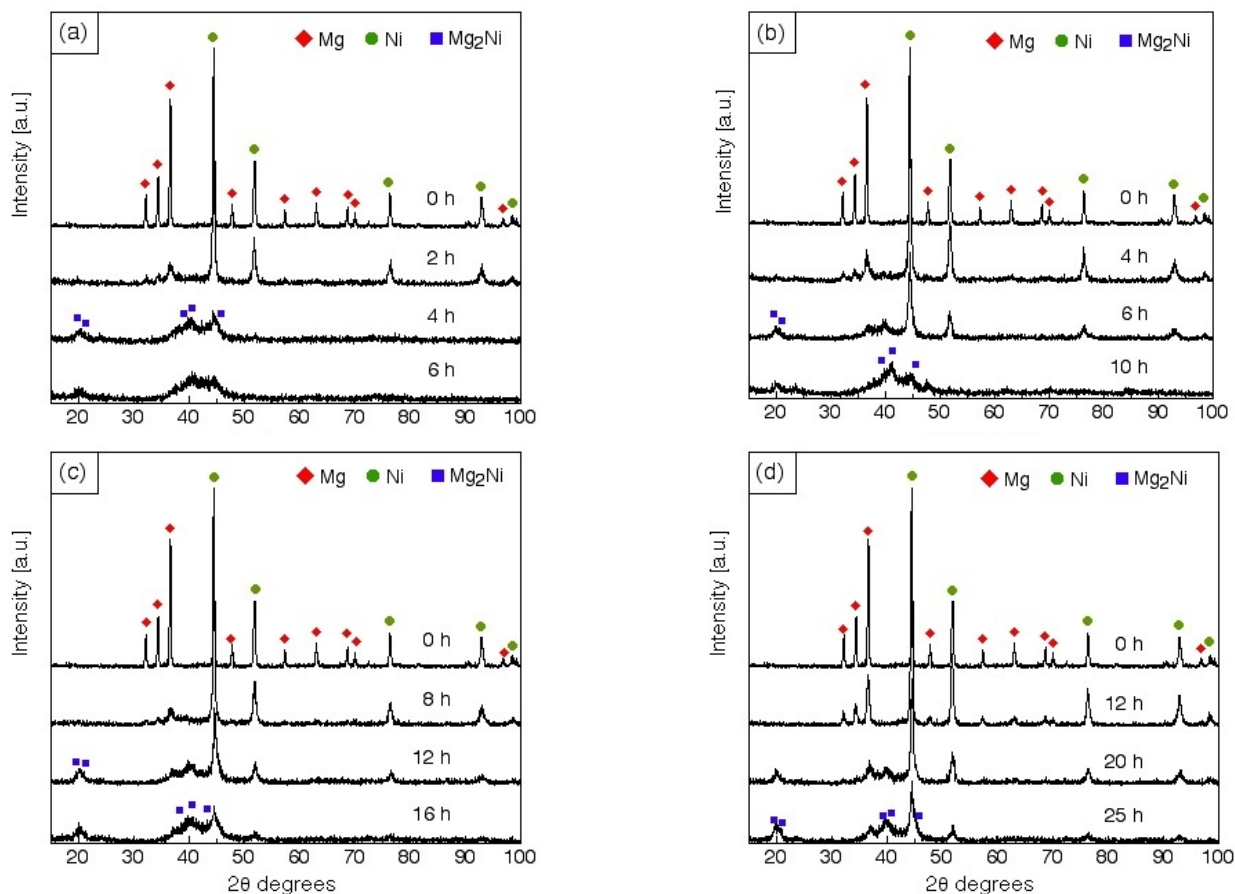 (a)
Mg Ni Mg₂Ni
Intensity [a.u.]
0 h
2 h
4 h
6 h
20 30 40 50 60 70 80 90 100
(b)
Mg Ni Mg₂Ni
Intensity [a.u.]
0 h
4 h
6 h
10 h
20 30 40 50 60 70 80 90 100
(c)
Mg Ni Mg₂Ni
Intensity [a.u.]
0 h
8 h
12 h
16 h
20 30 40 50 60 70 80 90 100
2θ degrees
(d)
Mg Ni Mg₂Ni
Intensity [a.u.]
0 h
12 h
20 h
25 h
20 30 40 50 60 70 80 90 100
2θ degrees